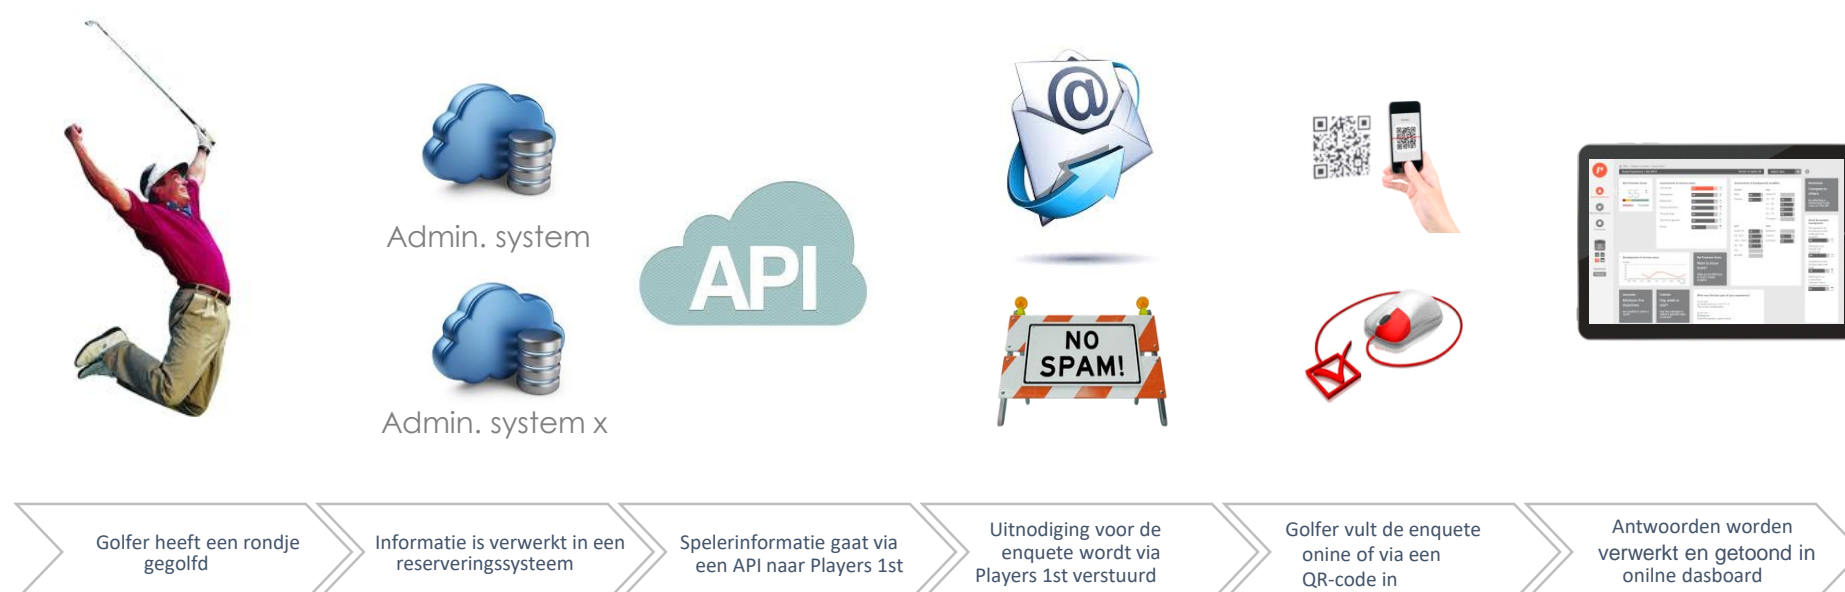 Admin. system
Admin. system x
API
NO
SPAM!
Golfer heeft een rondje
gegolfd
Informatie is verwerkt in een
reserveringssysteem
Spelerinformatie gaat via
een API naar Players 1st
Uitnodiging voor de
enquete wordt via
Players 1st verstuurd
Golfer vult de enquete
onine of via een
QR-code in
Antwoorden worden
verwerkt en getoond in
onilne dasboard